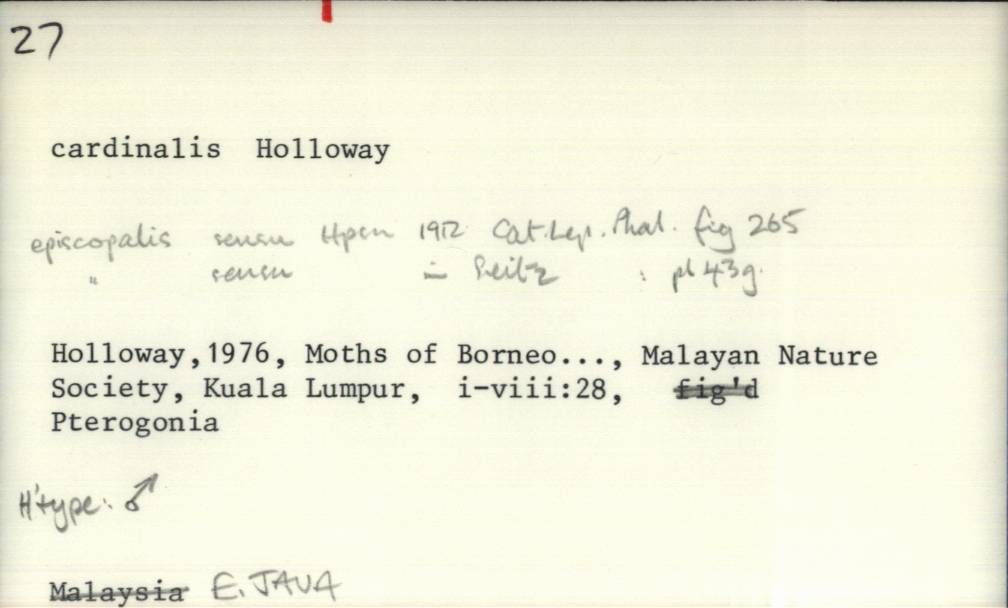 27
cardinalis Holloway
episcopalis sensu Hpsn 1912 Cat. Lep. Phal. fig 265
" sensu in Seitz : pl 43g.
Holloway,1976, Moths of Borneo..., Malayan Nature
Society, Kuala Lumpur, i-viii:28, fig'd
Pterogonia
H'type: ♂
Malaysia E. JAVA